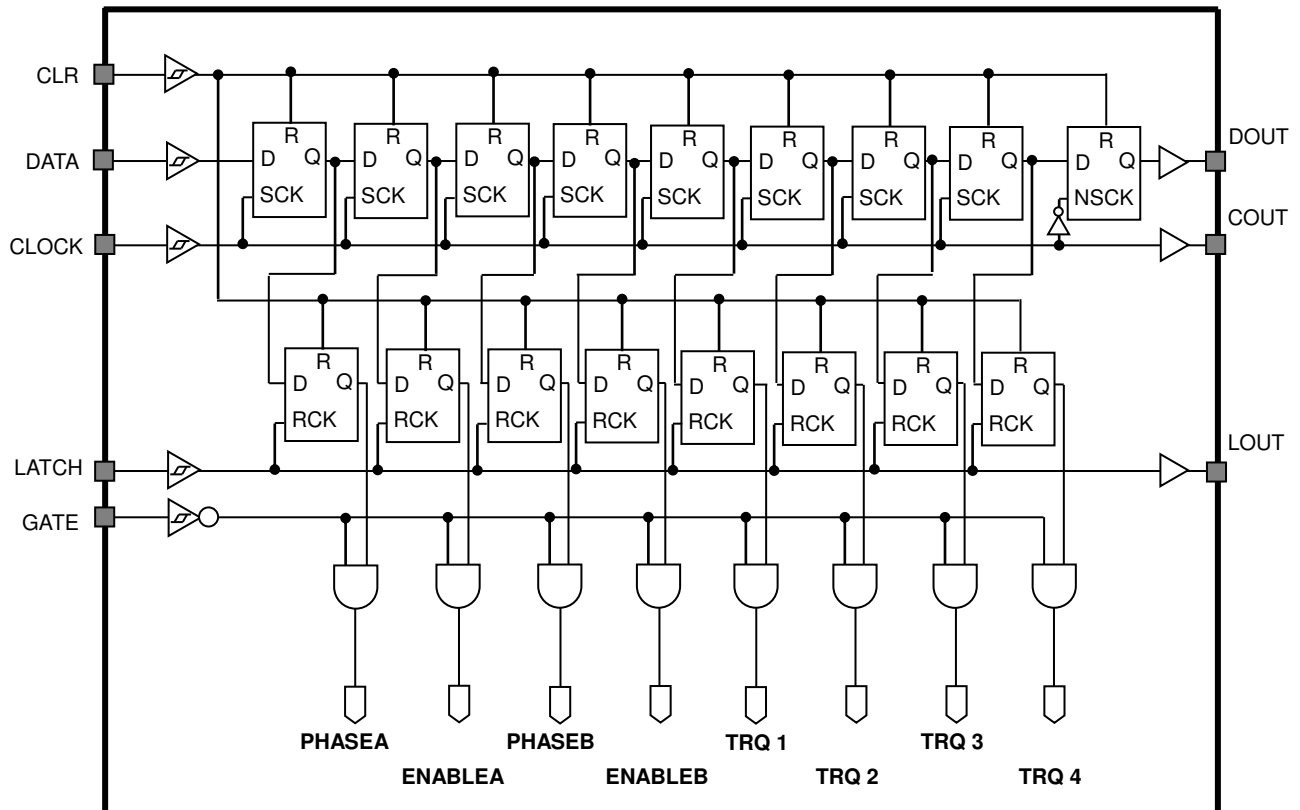 CLR
R R R R R R R R R
DATA
D Q D Q D Q D Q D Q D Q D Q D Q D Q
DOUT
SCK SCK SCK SCK SCK SCK SCK SCK NSCK
COUT
CLOCK
R R R R R R R R
D Q D Q D Q D Q D Q D Q D Q D Q
RCK RCK RCK RCK RCK RCK RCK RCK
LATCH
LOUT
GATE
PHASEA PHASEB TRQ 1 TRQ 3
ENABLEA ENABLEB TRQ 2 TRQ 4